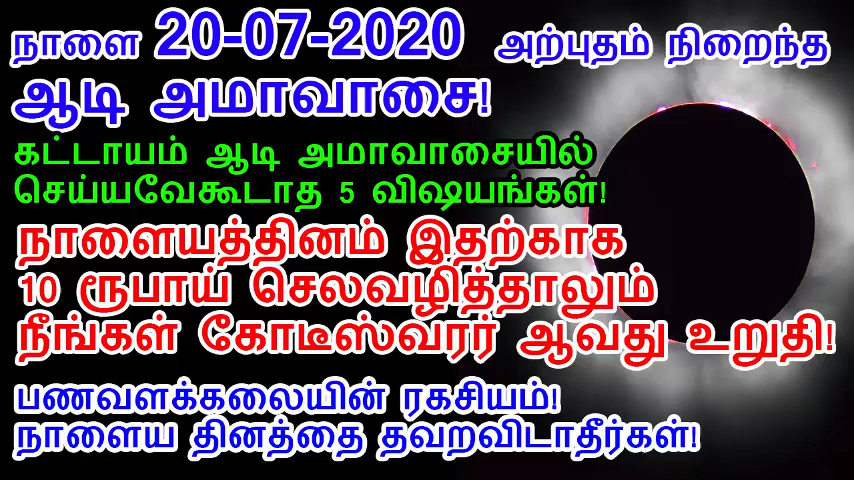 நாளை 20-07-2020 அற்புதம் நிறைந்த
ஆடி அமாவாசை!
கட்டாயம் ஆடி அமாவாசையில்
செய்யவேகூடாத 5 விஷயங்கள்!
நாளையத்தினம் இதற்காக
10 ரூபாய் செலவழித்தாலும்
நீங்கள் கோடீஸ்வரர் ஆவது உறுதி!
பணவளக்கலையின் ரகசியம்!
நாளைய தினத்தை தவறவிடாதீர்கள்!